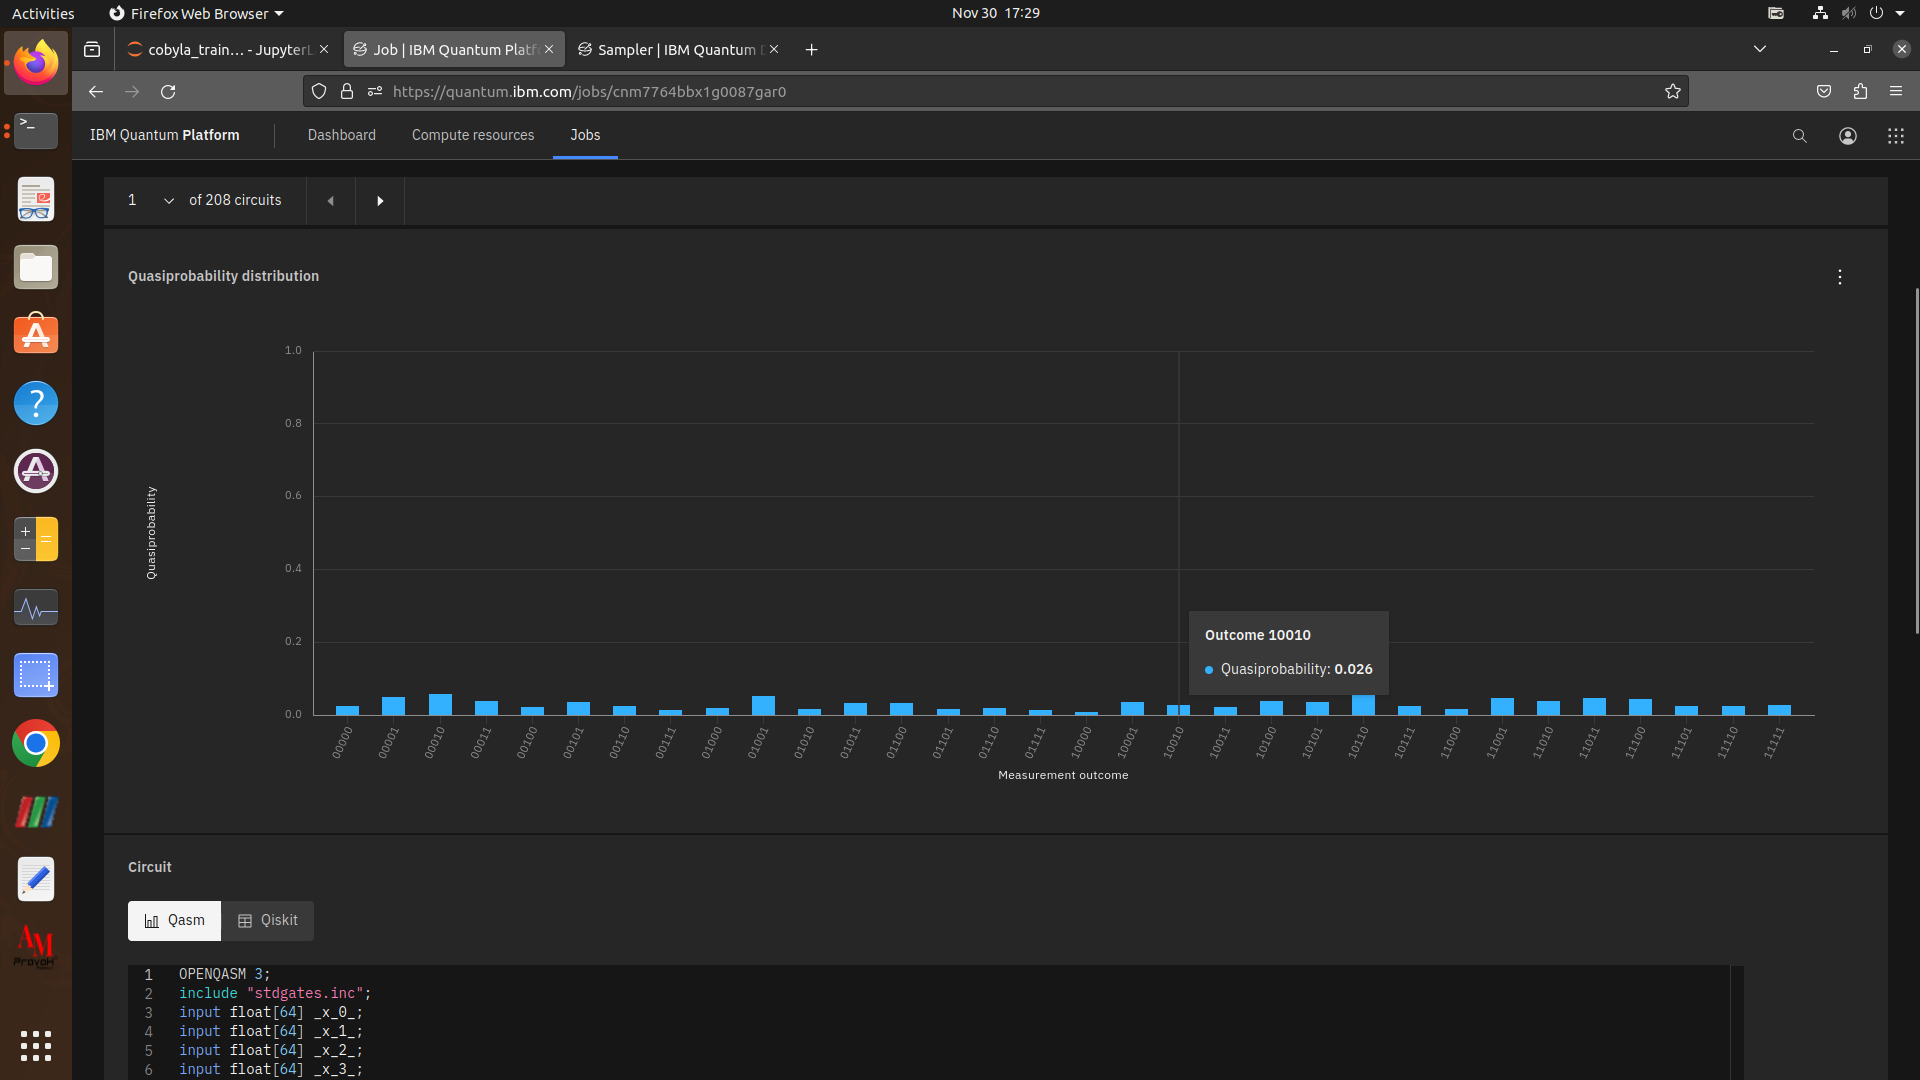 Activities
Firefox Web Browser
Nov 30 17:29
cobyla_train… - JupyterL
Job | IBM Quantum Platf
Sampler | IBM Quantum D
https://quantum.ibm.com/jobs/cnm7764bbx1g0087gar0
IBM Quantum Platform
Dashboard
Compute resources
Jobs
1
of 208 circuits
Quasiprobability distribution
1.0
0.8
0.6
0.4
0.2
0.0
Quasiprobability
Outcome 10010
Quasiprobability: 0.026
00000 00001 00010 00011 00100 00101 00110 00111 01000 01001 01010 01011 01100 01101 01110 01111 10000 10001 10010 10011 10100 10101 10110 10111 11000 11001 11010 11011 11100 11101 11110 11111
Measurement outcome
Circuit
Qasm
Qiskit
1 OPENQASM 3;
2 include "stdgates.inc";
3 input float[64] _x_0_;
4 input float[64] _x_1_;
5 input float[64] _x_2_;
6 input float[64] _x_3_;
AM